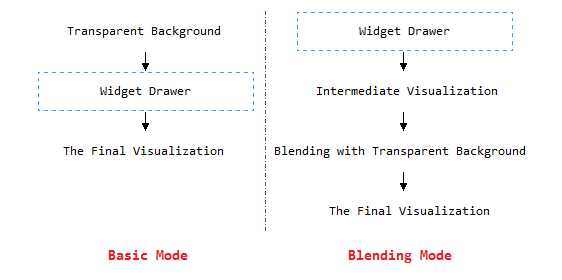 Transparent Background
Widget Drawer
The Final Visualization
Basic Mode
Widget Drawer
Intermediate Visualization
Blending with Transparent Background
The Final Visualization
Blending Mode